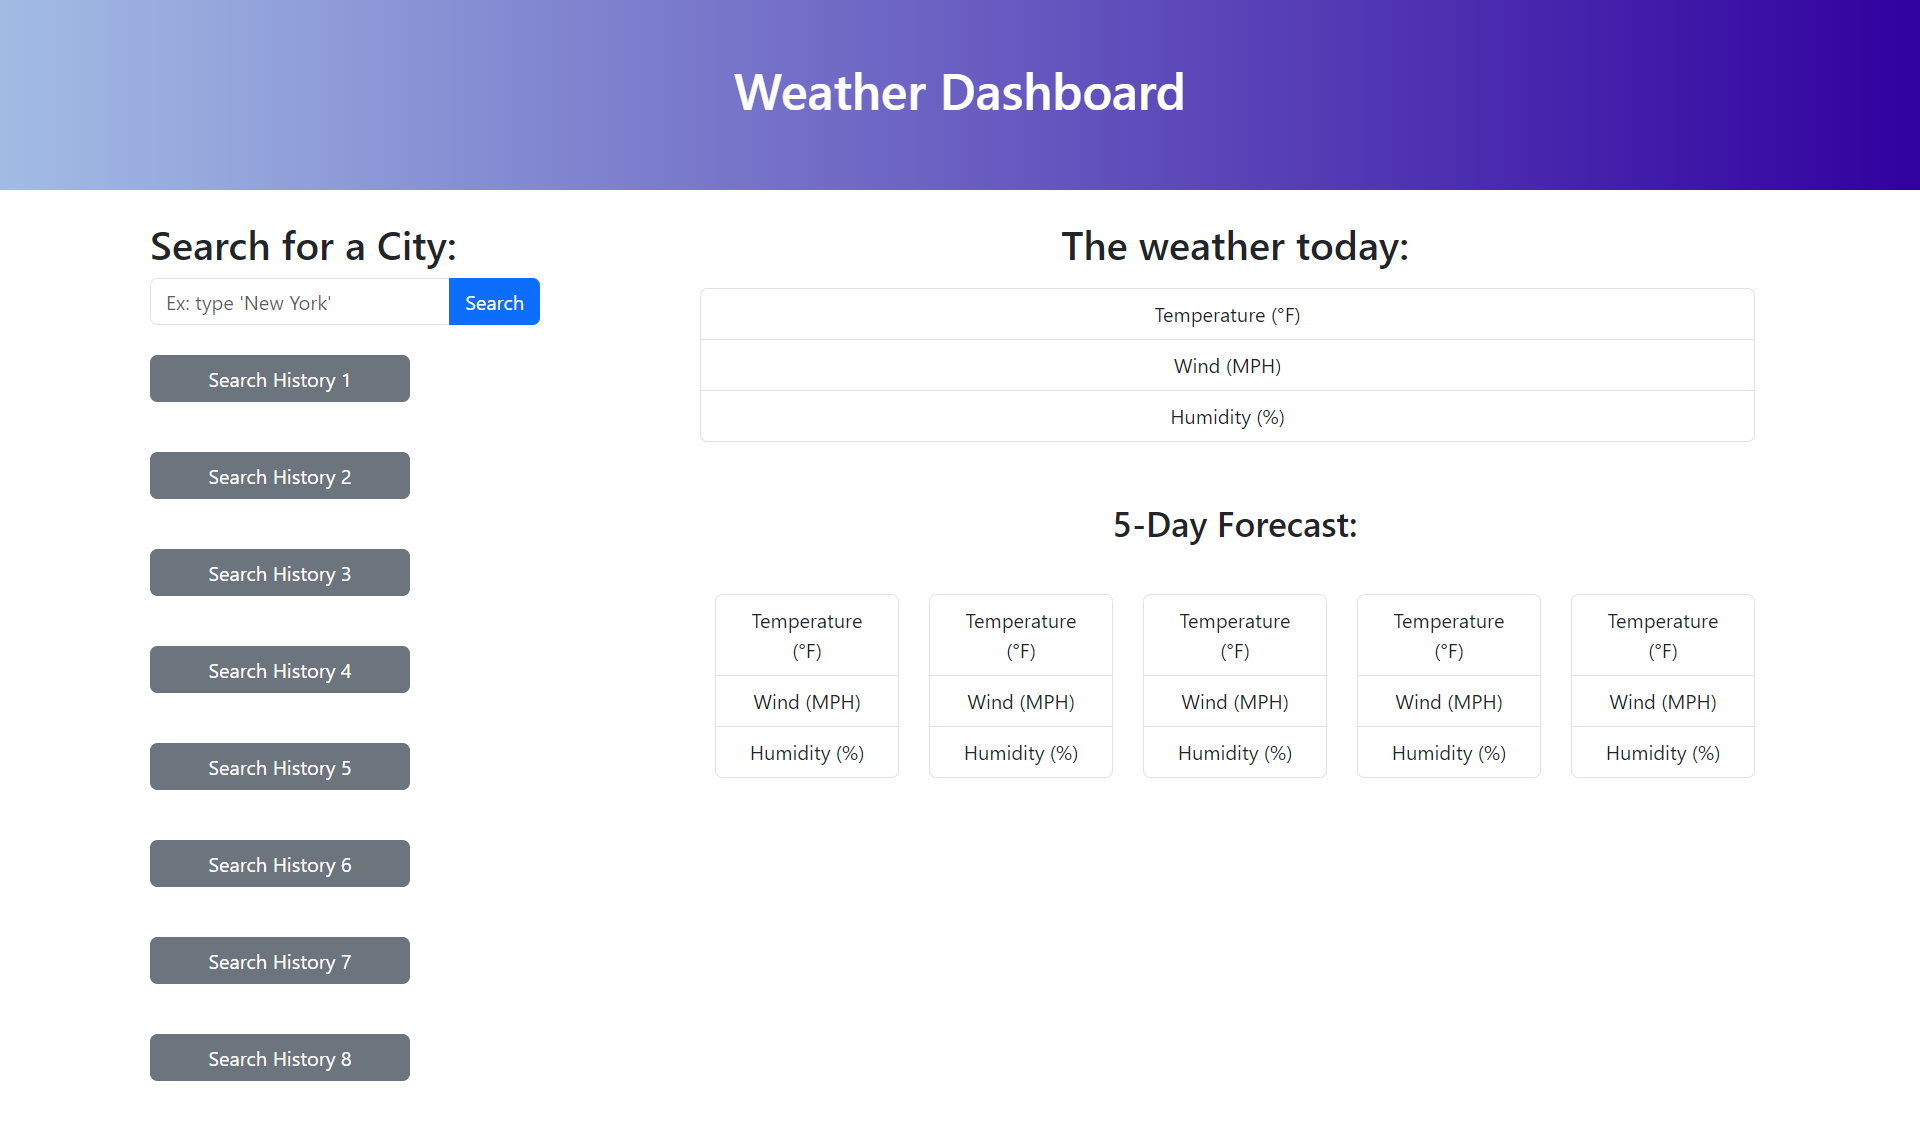 Weather Dashboard
Search for a City:
Ex: type 'New York'
Search
Search History 1
Search History 2
Search History 3
Search History 4
Search History 5
Search History 6
Search History 7
Search History 8
The weather today:
Temperature (°F)
Wind (MPH)
Humidity (%)
5-Day Forecast:
Temperature
(°F)
Wind (MPH)
Humidity (%)
Temperature
(°F)
Wind (MPH)
Humidity (%)
Temperature
(°F)
Wind (MPH)
Humidity (%)
Temperature
(°F)
Wind (MPH)
Humidity (%)
Temperature
(°F)
Wind (MPH)
Humidity (%)